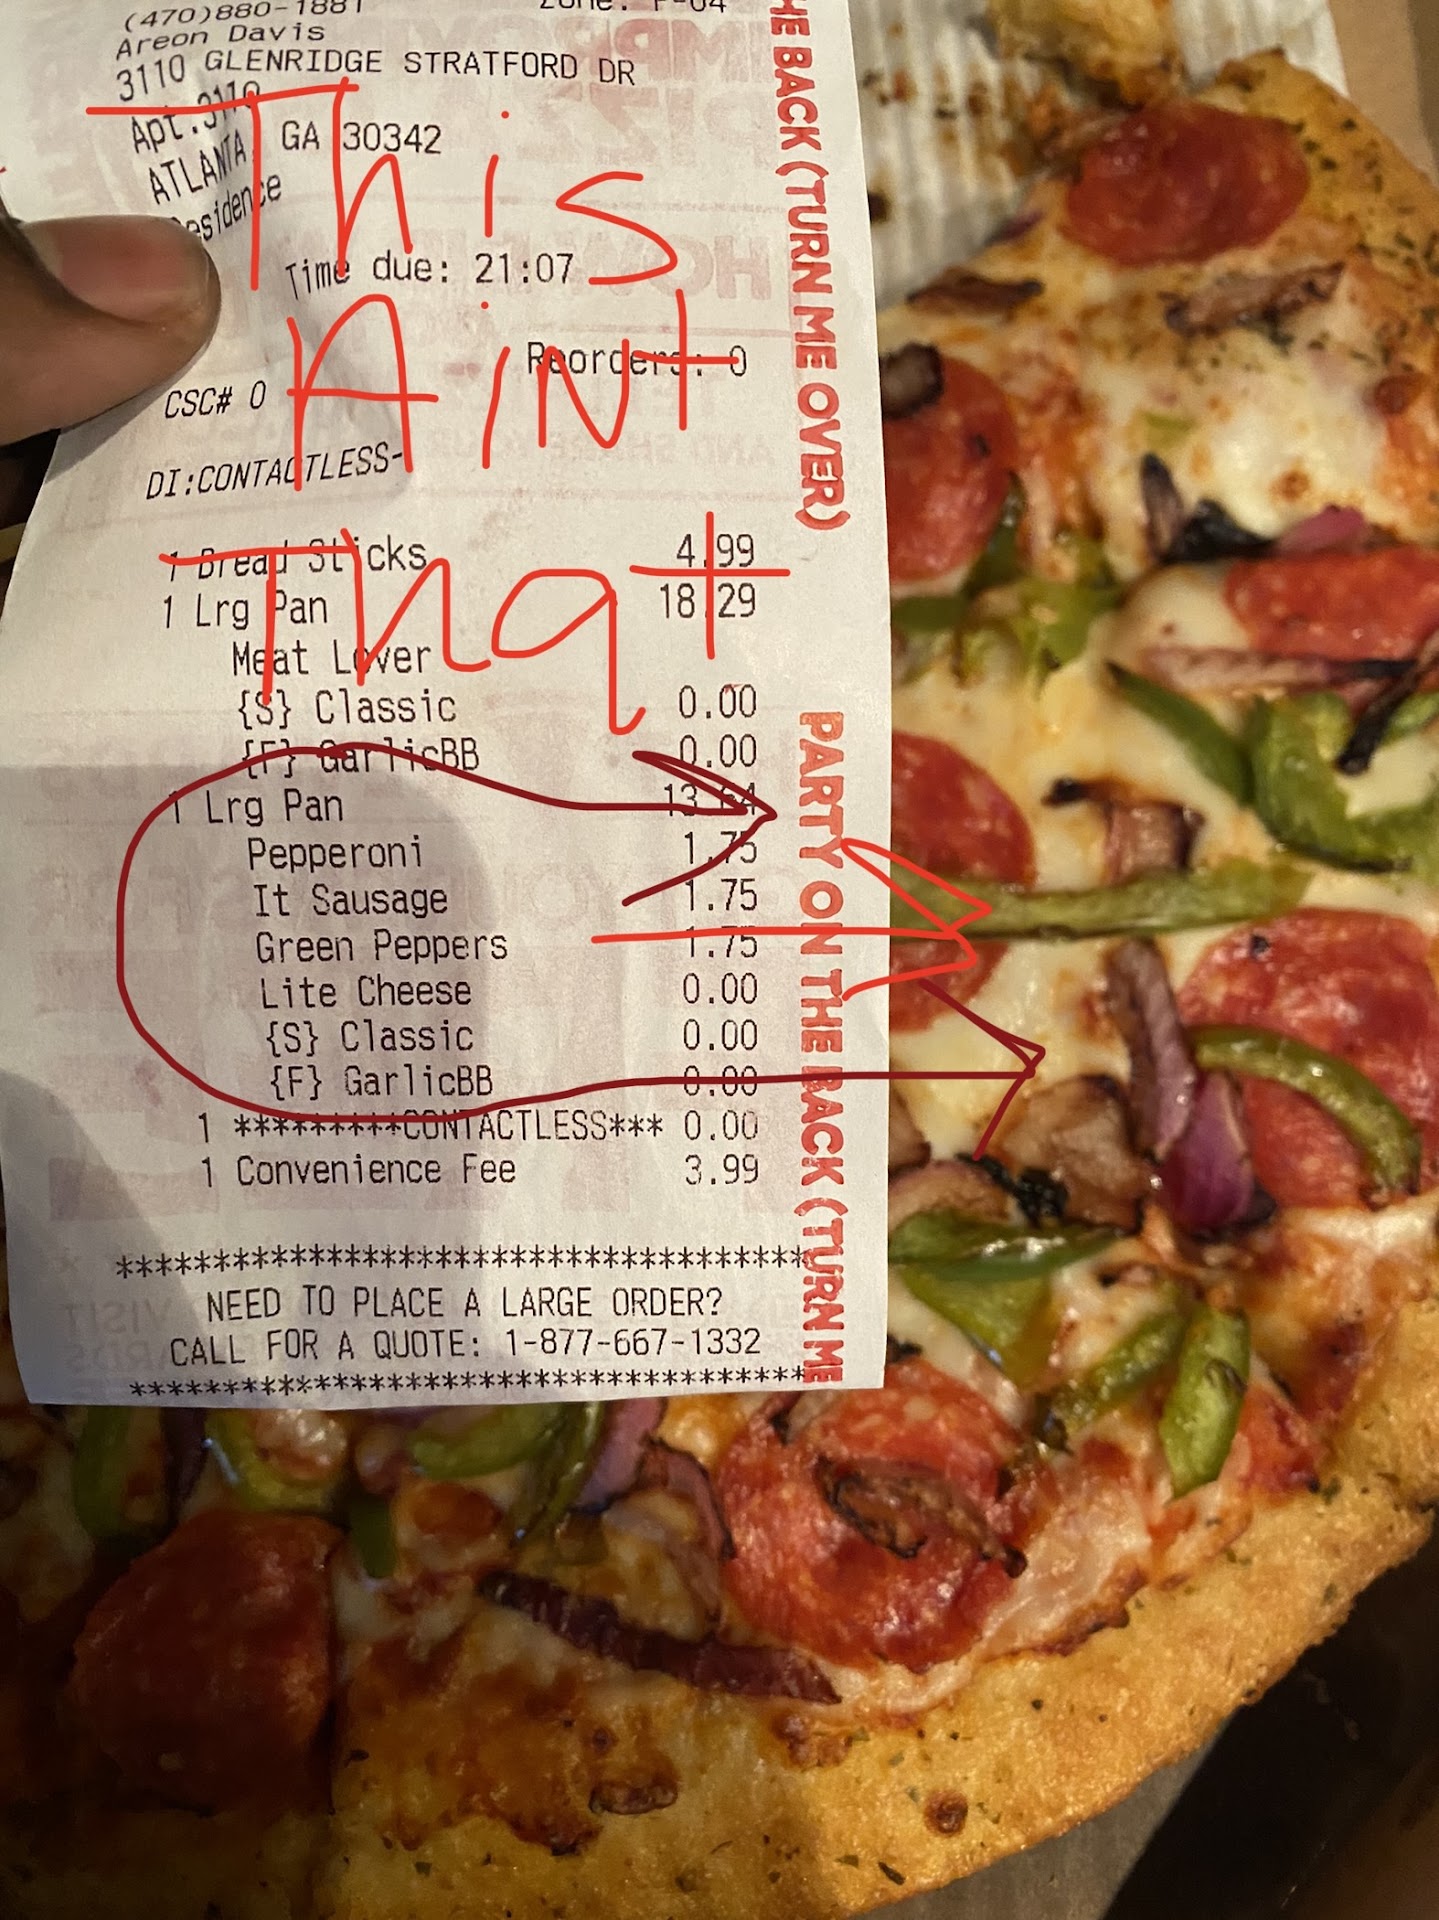 (470)880-1881
Zone: F-04
Areon Davis
3110 GLENRIDGE STRATFORD DR
Apt.3110
ATLANTA, GA 30342
Residence
Time due: 21:07
Reorders: 0
CSC# 0
DI:CONTACTLESS-
1 Bread Sticks 4.99
1 Lrg Pan 18.29
Meat Lover
{S} Classic 0.00
{F} GarlicBB 0.00
1 Lrg Pan 13.64
Pepperoni 1.75
It Sausage 1.75
Green Peppers 1.75
Lite Cheese 0.00
{S} Classic 0.00
{F} GarlicBB 0.00
1 *********CONTACTLESS*** 0.00
1 Convenience Fee 3.99
NEED TO PLACE A LARGE ORDER?
CALL FOR A QUOTE: 1-877-667-1332
This
AiNt
That
THE BACK (TURN ME OVER)
PARTY ON THE BACK (TURN ME